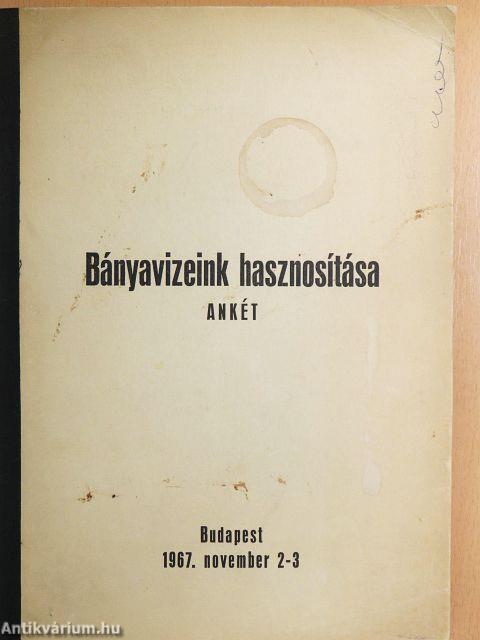 Bányavizeink hasznosítása
ANKÉT
Budapest
1967. november 2-3
Antikvárium.hu